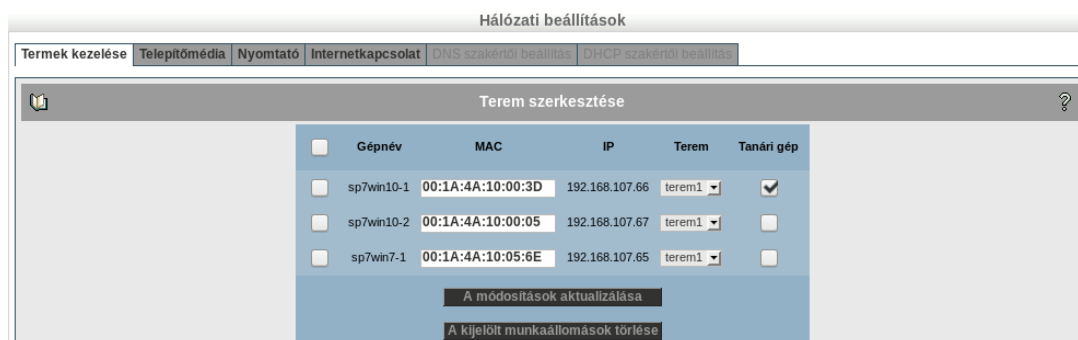 Hálózati beállítások
Termek kezelése Telepítőmédia Nyomtató Internetkapcsolat DNS szakértői beállítás DHCP szakértői beállítás
Terem szerkesztése ?
Gépnév MAC IP Terem Tanári gép
sp7win10-1 00:1A:4A:10:00:3D 192.168.107.66 terem1
sp7win10-2 00:1A:4A:10:00:05 192.168.107.67 terem1
sp7win7-1 00:1A:4A:10:05:6E 192.168.107.65 terem1
A módosítások aktualizálása
A kijelölt munkaállomások törlése